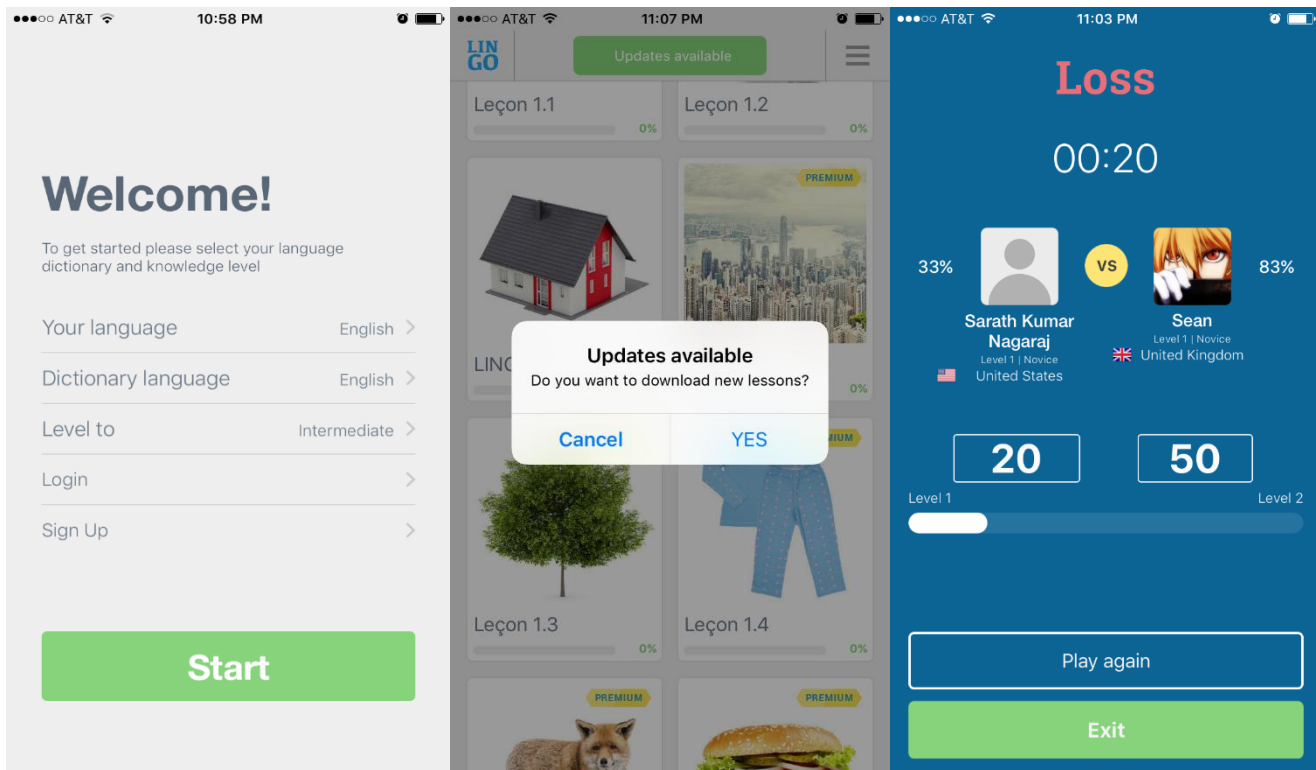 AT&T 10:58 PM
Welcome!
To get started please select your language
dictionary and knowledge level
Your language English
Dictionary language English
Level to Intermediate
Login
Sign Up
Start
AT&T 11:07 PM
LIN
GO
Updates available
Leçon 1.1 Leçon 1.2
0% 0%
PREMIUM
Updates available
Do you want to download new lessons?
0%
Cancel YES
Leçon 1.3 Leçon 1.4
0% 0%
PREMIUM PREMIUM
AT&T 11:03 PM
Loss
00:20
33% VS 83%
Sarath Kumar
Nagaraj
Level 1 | Novice
United States
Sean
Level 1 | Novice
United Kingdom
20 50
Level 1 Level 2
Play again
Exit